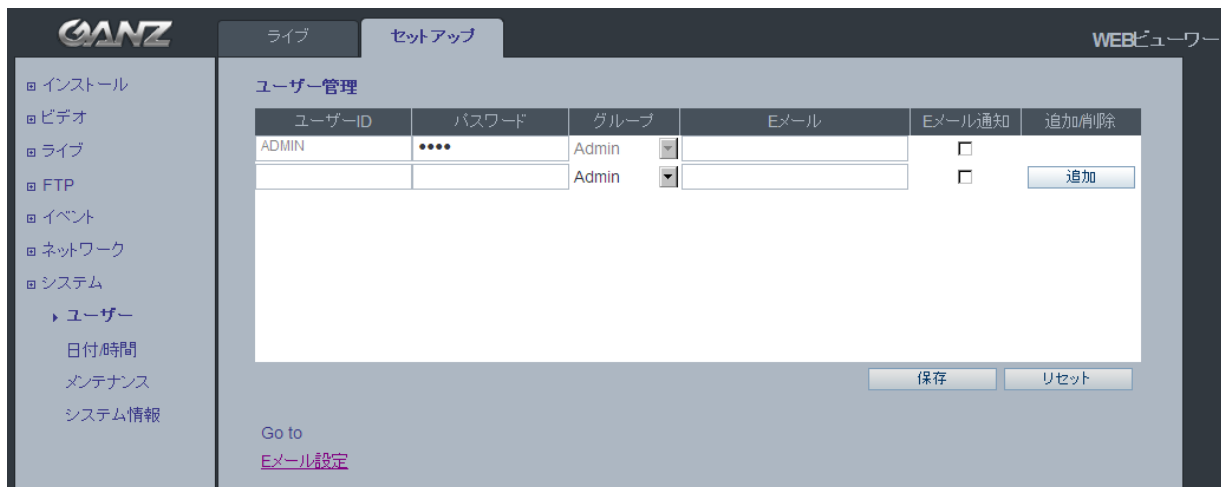 GANZ
ライブ
セットアップ
WEBビューワー
インストール
ビデオ
ライブ
FTP
イベント
ネットワーク
システム
ユーザー
日付/時間
メンテナンス
システム情報
ユーザー管理
ユーザーID パスワード グループ Eメール Eメール通知 追加/削除
ADMIN •••• Admin
Admin 追加
保存 リセット
Go to
Eメール設定